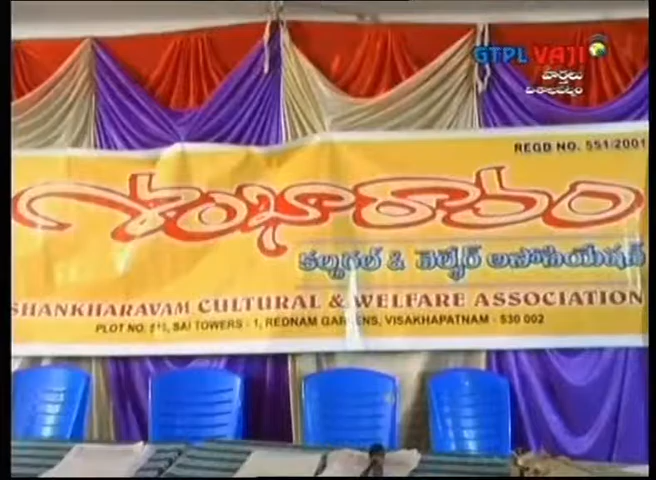 GTPL VAJI
వార్తలు
విశాఖపట్నం
REGD NO. 551/2001
శంఖారావం
కల్చరల్ & వెల్ఫేర్ అసోసియేషన్
SHANKHARAVAM CULTURAL & WELFARE ASSOCIATION
PLOT NO. SAI TOWERS - 1, REDNAM GARDENS, VISAKHAPATNAM - 530 002